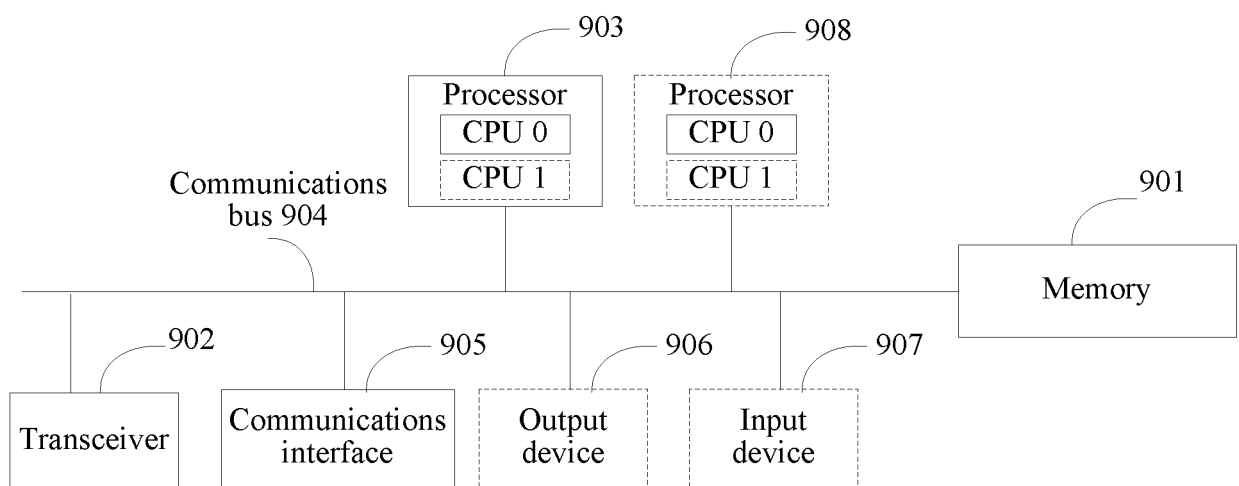 903
908
Processor
CPU 0
CPU 1
Processor
CPU 0
CPU 1
Communications
bus 904
901
Memory
902
905
906
907
Transceiver
Communications
interface
Output
device
Input
device